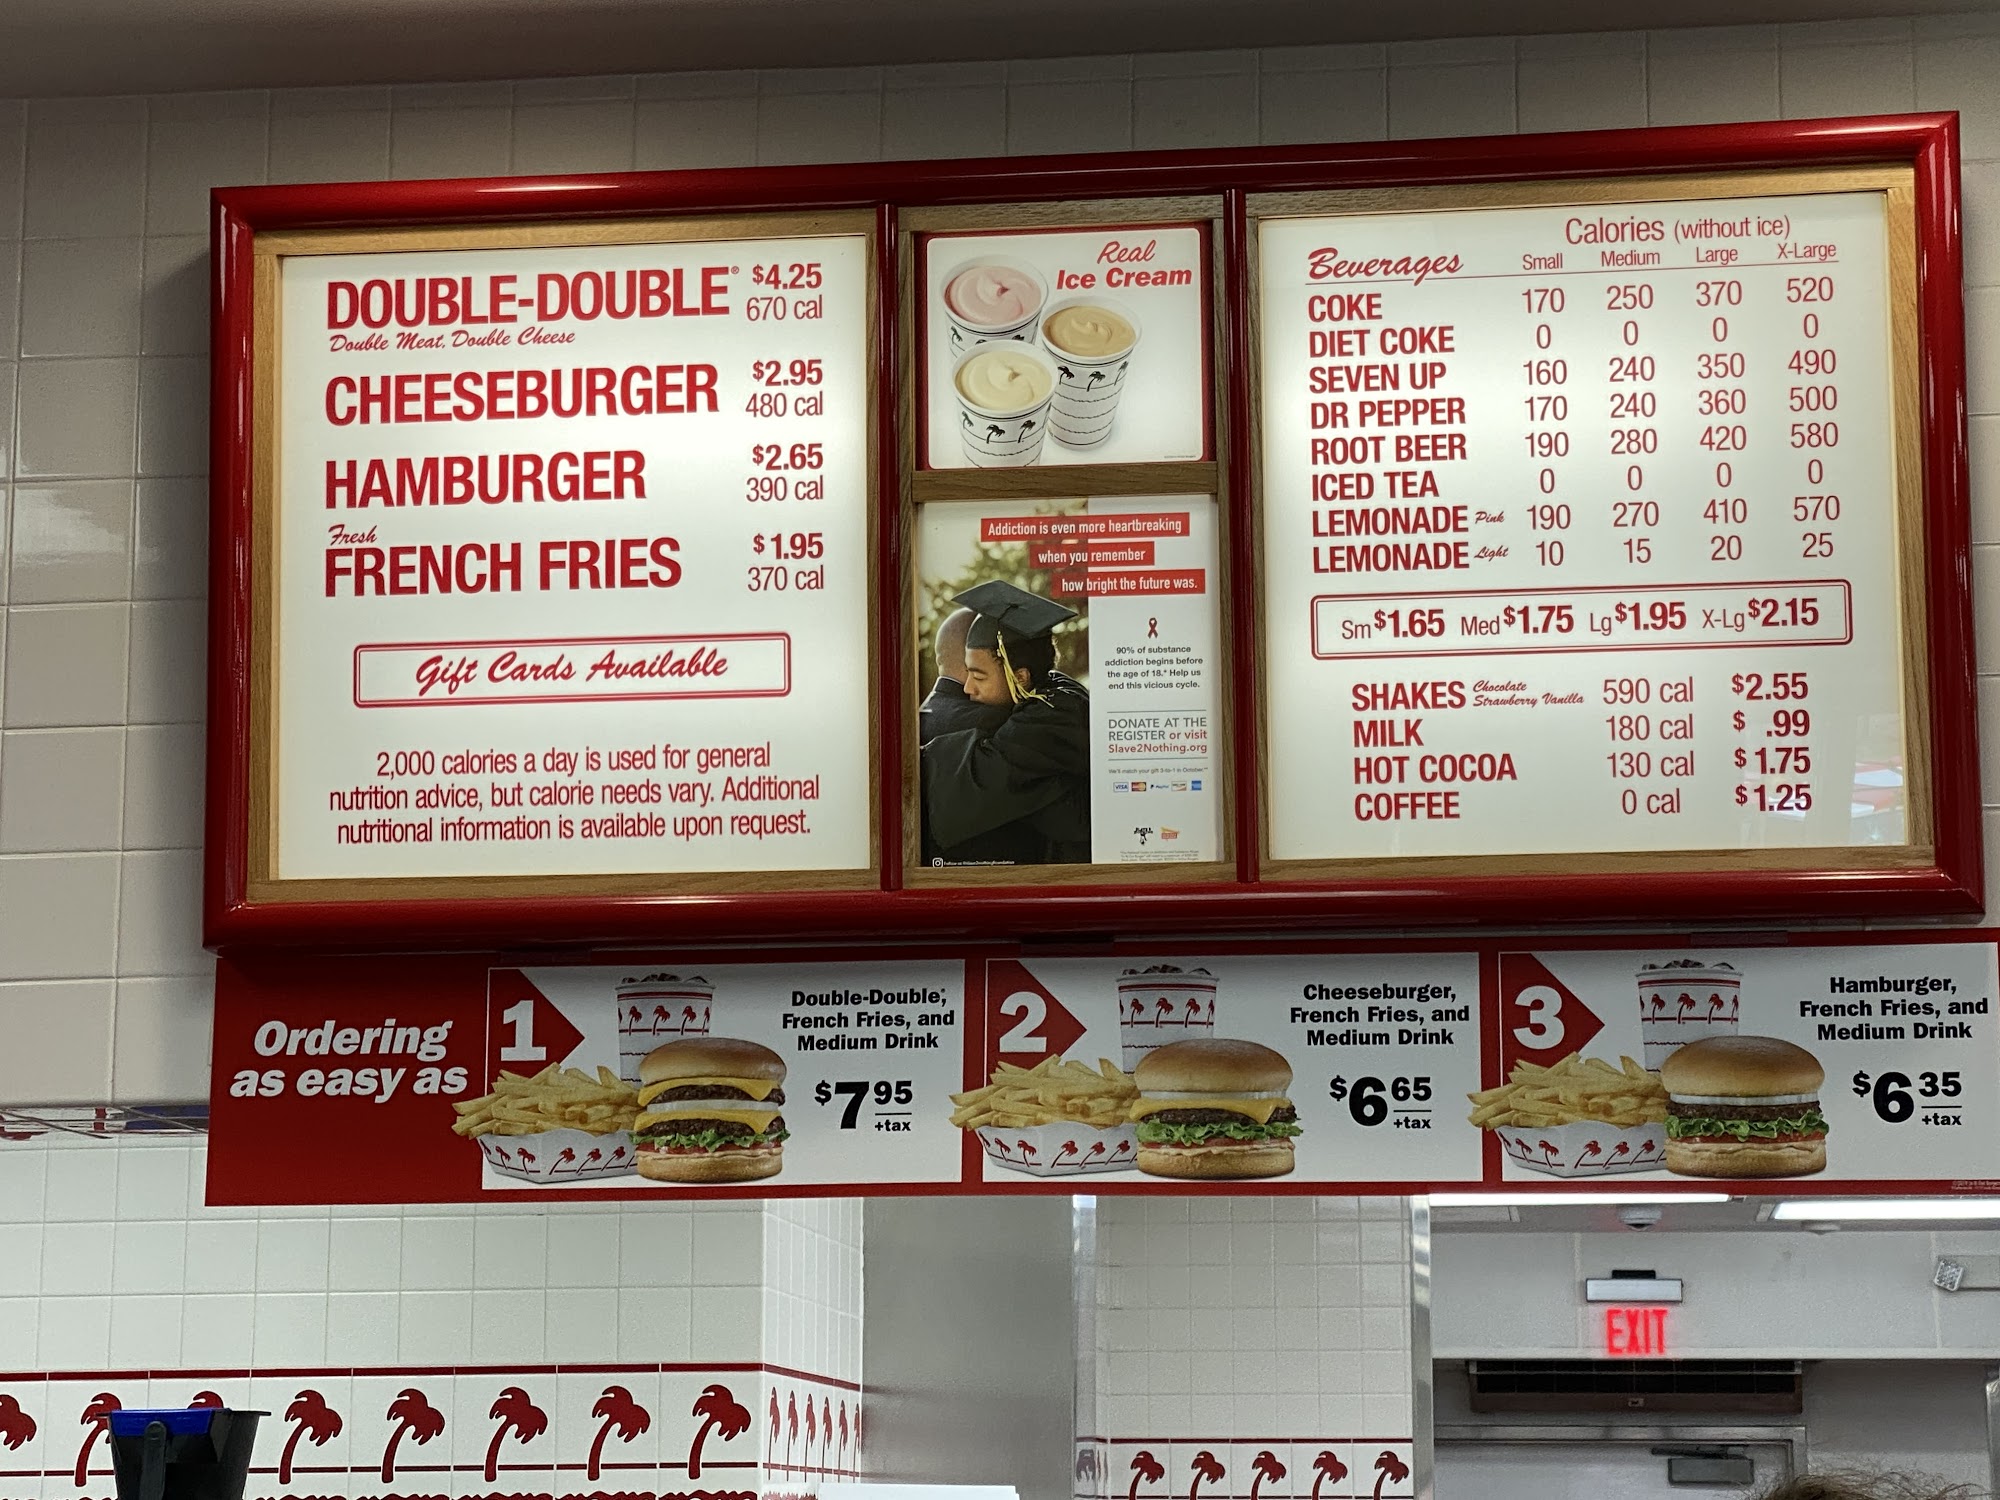 DOUBLE-DOUBLE® $4.25
670 cal
Double Meat, Double Cheese
CHEESEBURGER $2.95
480 cal
HAMBURGER $2.65
390 cal
Fresh
FRENCH FRIES $1.95
370 cal
Gift Cards Available
2,000 calories a day is used for general
nutrition advice, but calorie needs vary. Additional
nutritional information is available upon request.
Real
Ice Cream
Addiction is even more heartbreaking
when you remember
how bright the future was.
90% of substance
addiction begins before
the age of 18.* Help us
end this vicious cycle.
DONATE AT THE
REGISTER or visit
Slave2Nothing.org
We'll match your gift 3-to-1 in October.**
VISA
Calories (without ice)
Beverages Small Medium Large X-Large
COKE 170 250 370 520
DIET COKE 0 0 0 0
SEVEN UP 160 240 350 490
DR PEPPER 170 240 360 500
ROOT BEER 190 280 420 580
ICED TEA 0 0 0 0
LEMONADE Pink 190 270 410 570
LEMONADE Light 10 15 20 25
Sm $1.65 Med $1.75 Lg $1.95 X-Lg $2.15
SHAKES Chocolate Strawberry Vanilla 590 cal $2.55
MILK 180 cal $ .99
HOT COCOA 130 cal $1.75
COFFEE 0 cal $1.25
Ordering
as easy as
1
Double-Double®,
French Fries, and
Medium Drink
$7 95
+tax
2
Cheeseburger,
French Fries, and
Medium Drink
$6 65
+tax
3
Hamburger,
French Fries, and
Medium Drink
$6 35
+tax
EXIT